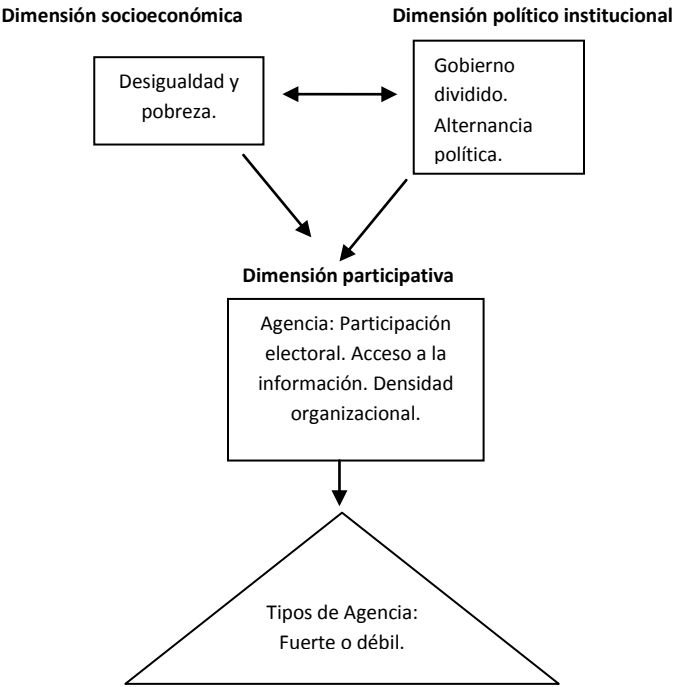 Dimensión socioeconómica
Dimensión político institucional
Desigualdad y
pobreza.
Gobierno
dividido.
Alternancia
política.
Dimensión participativa
Agencia: Participación
electoral. Acceso a la
información. Densidad
organizacional.
Tipos de Agencia:
Fuerte o débil.